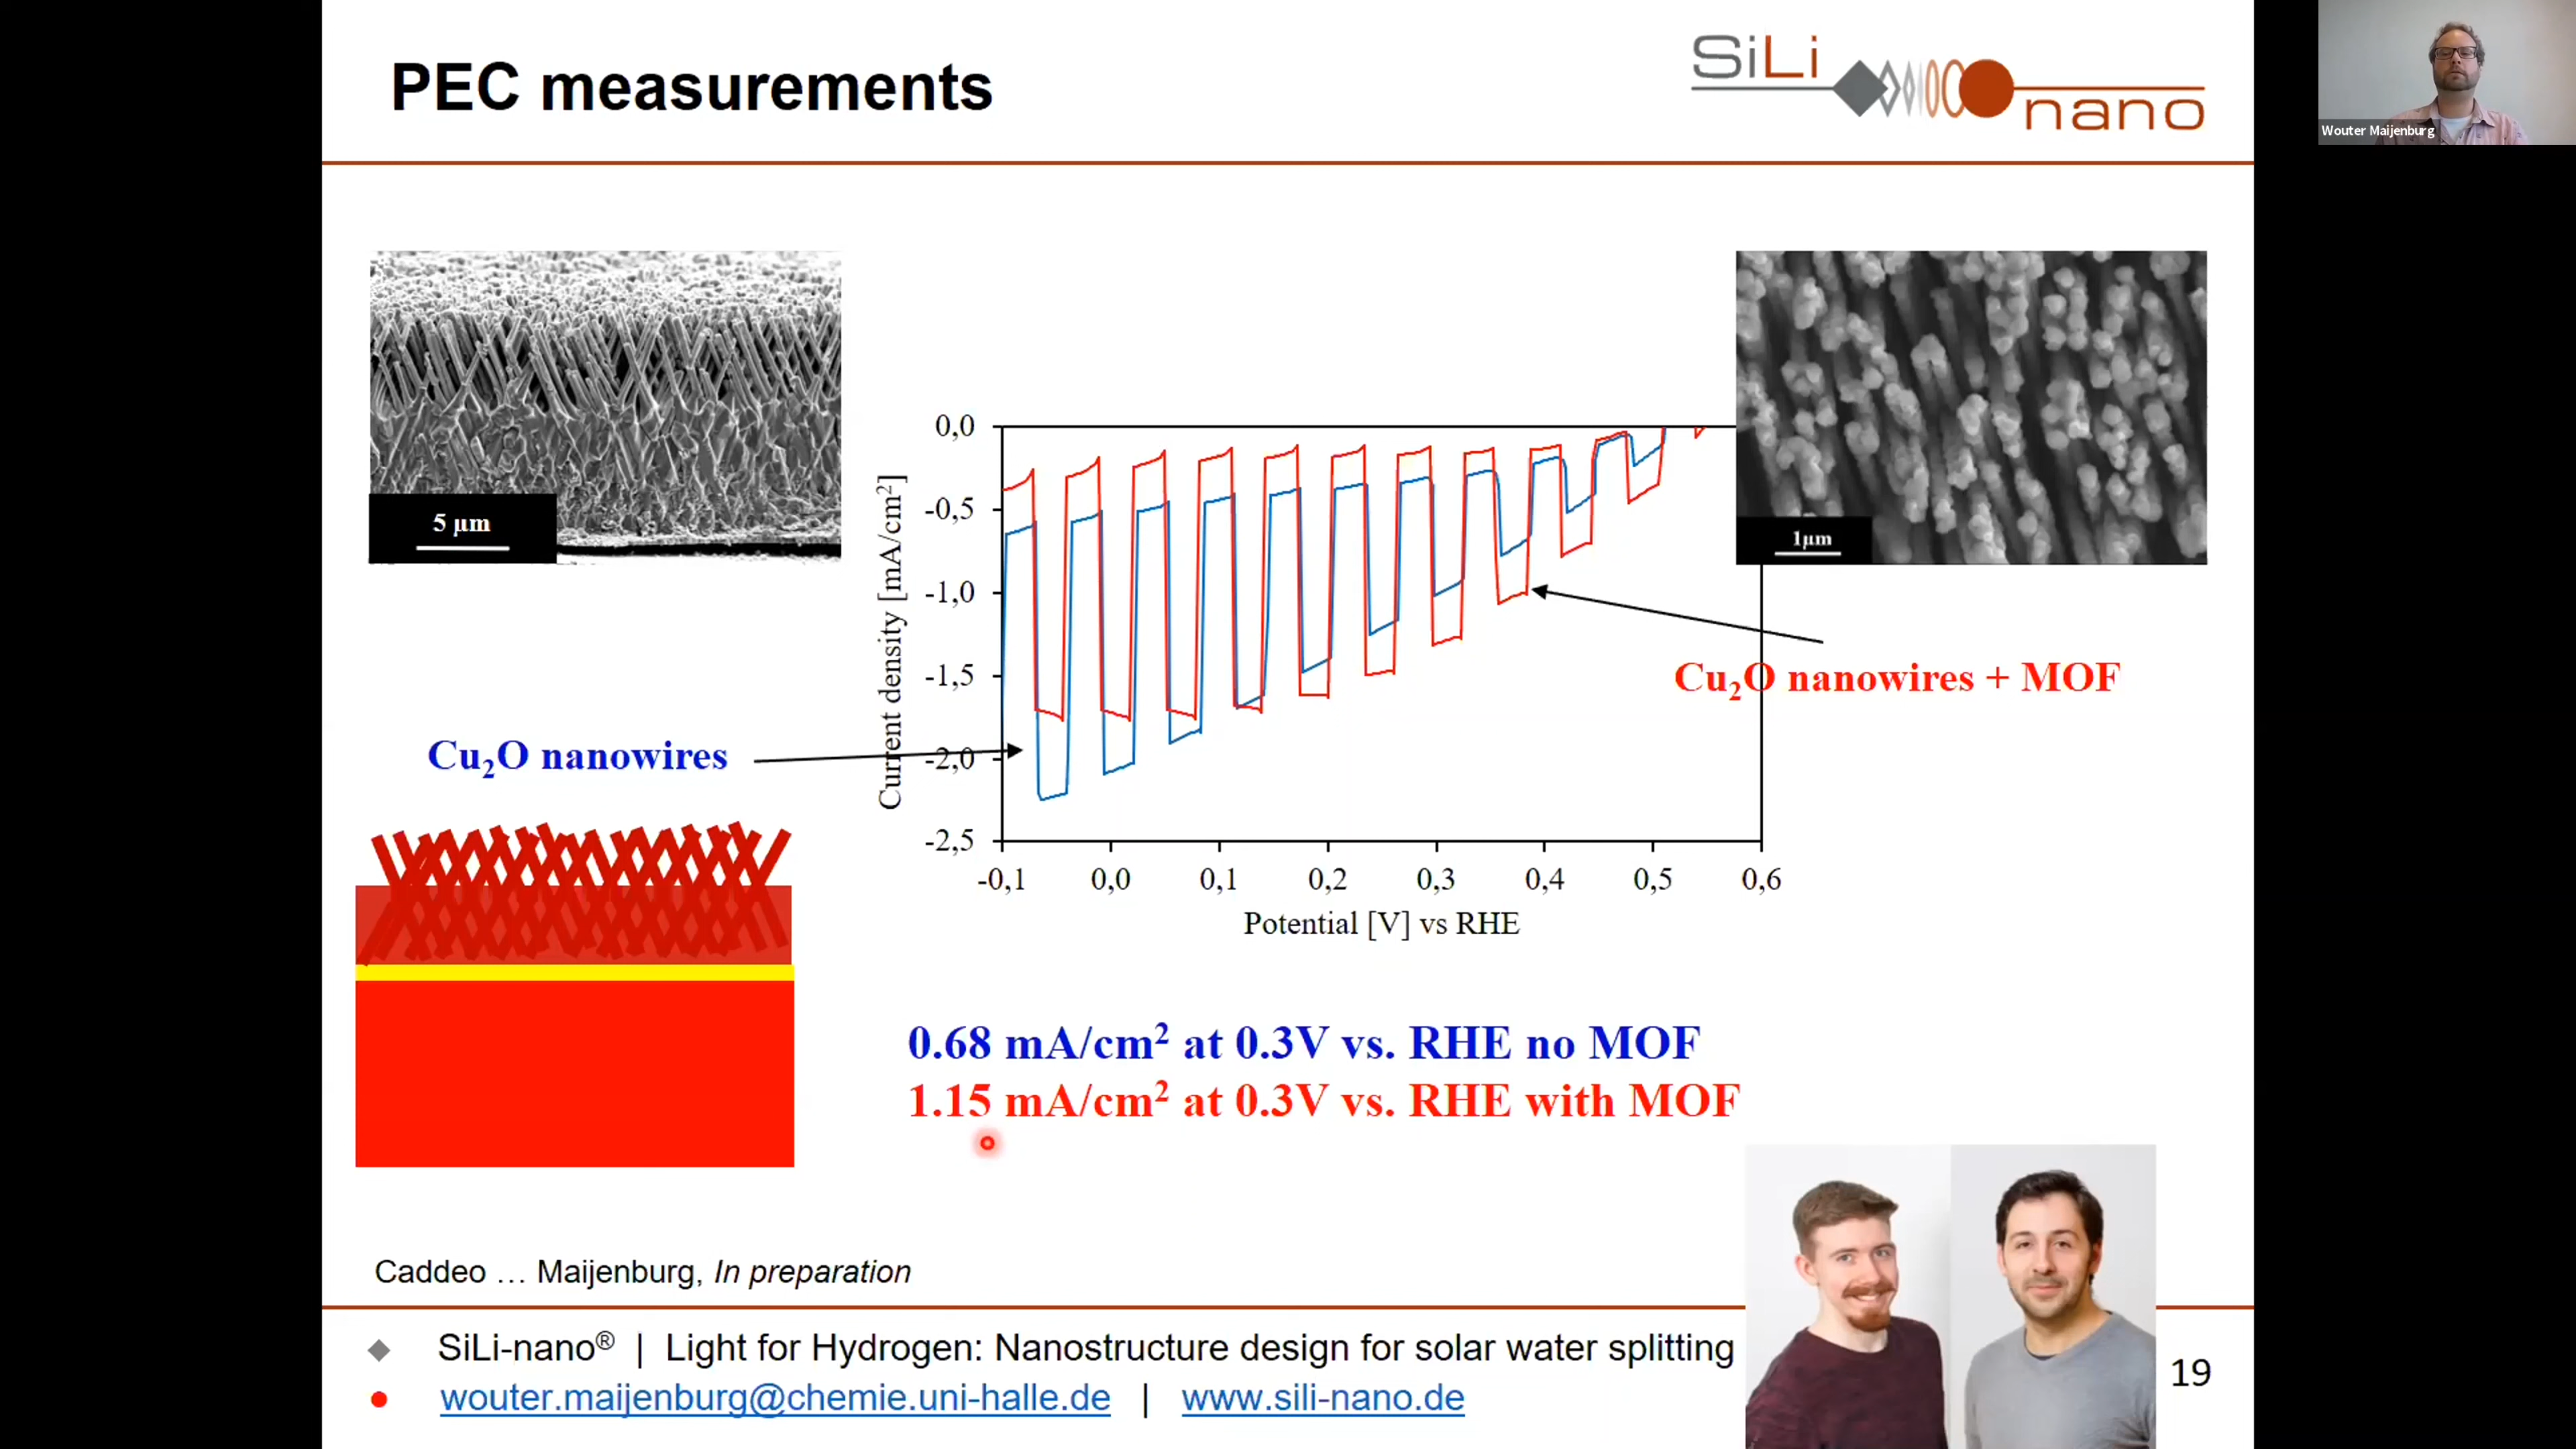 PEC measurements
SiLi
nano
Wouter Maijenburg
5 μm
1μm
0,0
-0,5
-1,0
-1,5
-2,0
-2,5
Current density [mA/cm²]
-0,1 0,0 0,1 0,2 0,3 0,4 0,5 0,6
Potential [V] vs RHE
Cu₂O nanowires + MOF
Cu₂O nanowires
0.68 mA/cm² at 0.3V vs. RHE no MOF
1.15 mA/cm² at 0.3V vs. RHE with MOF
Caddeo … Maijenburg, In preparation
SiLi-nano® | Light for Hydrogen: Nanostructure design for solar water splitting
wouter.maijenburg@chemie.uni-halle.de | www.sili-nano.de
19